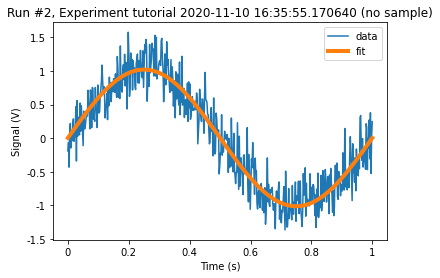 Run #2, Experiment tutorial 2020-11-10 16:35:55.170640 (no sample)
data
fit
Signal (V)
1.5
1
0.5
0
-0.5
-1
-1.5
0
0.2
0.4
0.6
0.8
1
Time (s)